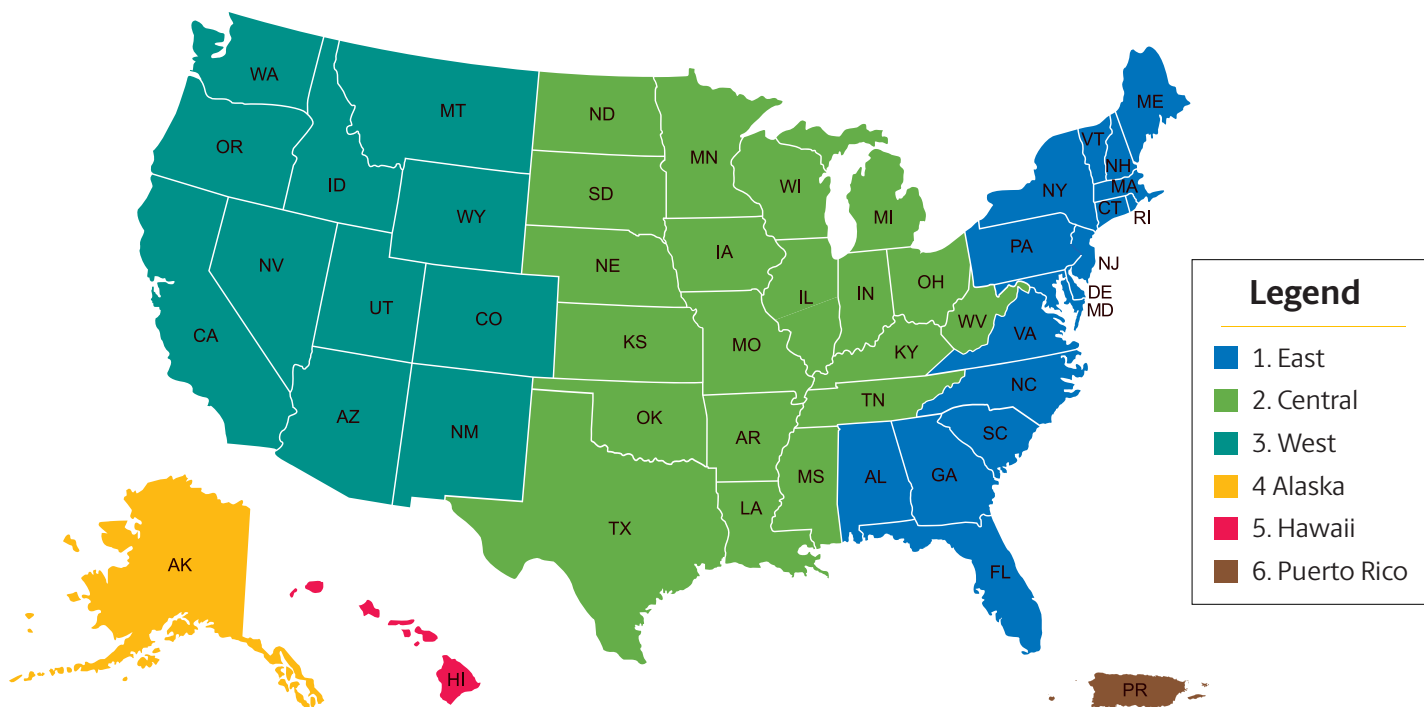 WA
MT
ND
MN
ME
OR
ID
SD
WI
VT
NH
WY
MI
NY
MA
CT
RI
NV
NE
IA
PA
NJ
UT
CO
IL
IN
OH
DE
MD
CA
KS
MO
KY
WV
VA
AZ
NM
OK
AR
TN
NC
SC
TX
LA
MS
AL
GA
FL
AK
HI
PR
Legend
1. East
2. Central
3. West
4 Alaska
5. Hawaii
6. Puerto Rico